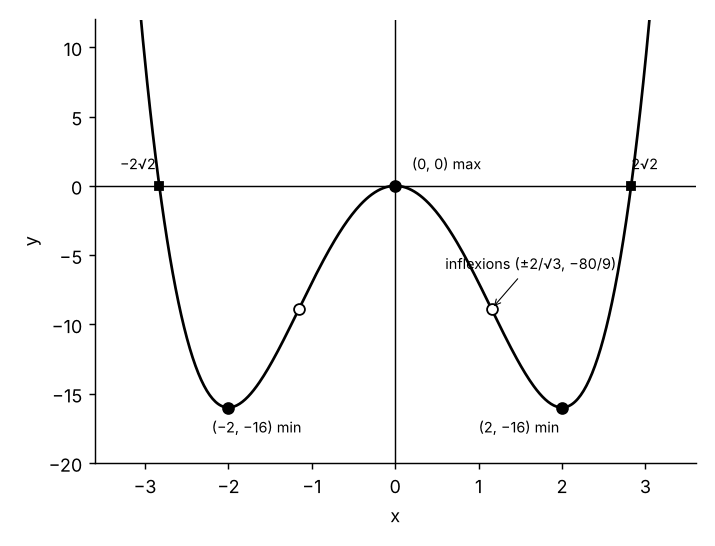 10
5
−2√2
(0, 0) max
2√2
0
y
−5
inflexions (±2/√3, −80/9)
−10
−15
(−2, −16) min
(2, −16) min
−20
−3
−2
−1
0
1
2
3
x